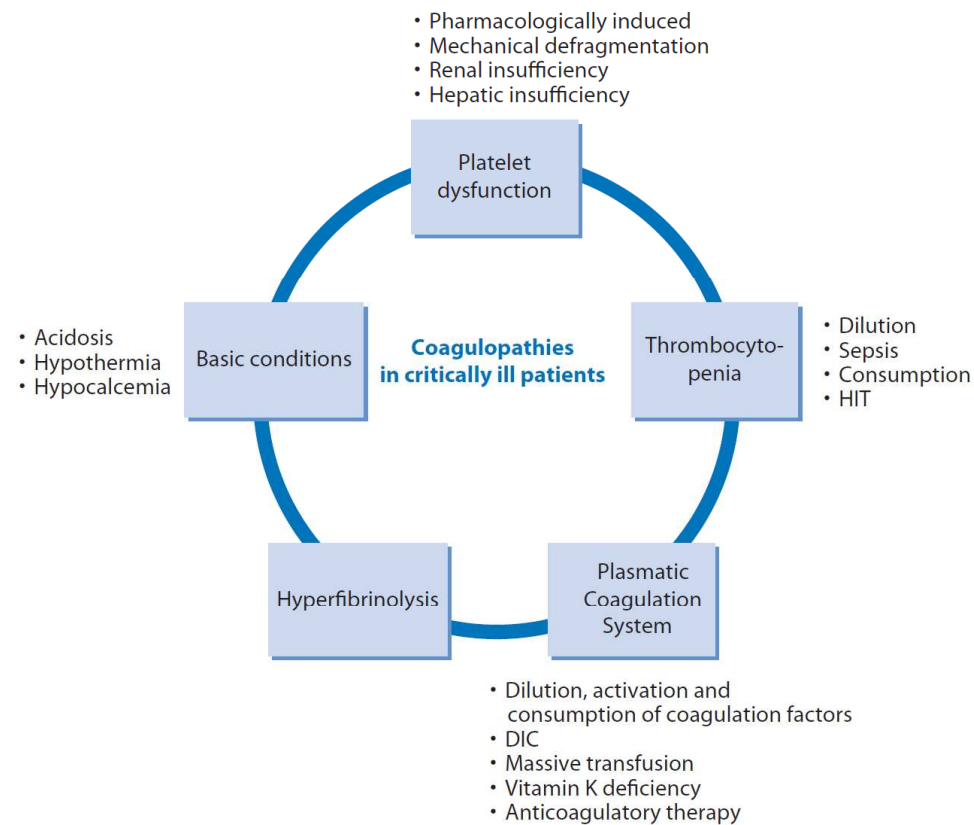 • Pharmacologically induced
• Mechanical defragmentation
• Renal insufficiency
• Hepatic insufficiency
Platelet
dysfunction
• Acidosis
• Hypothermia
• Hypocalcemia
Basic conditions
Coagulopathies
in critically ill patients
Thrombocyto-
penia
• Dilution
• Sepsis
• Consumption
• HIT
Hyperfibrinolysis
Plasmatic
Coagulation
System
• Dilution, activation and
consumption of coagulation factors
• DIC
• Massive transfusion
• Vitamin K deficiency
• Anticoagulatory therapy